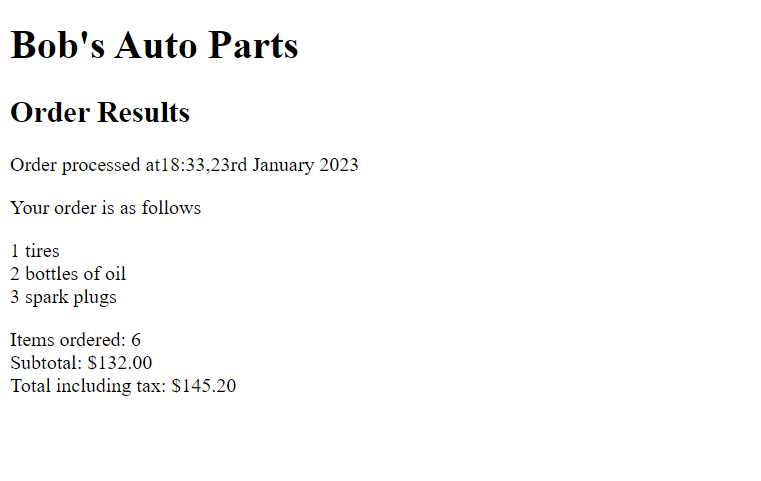 Bob's Auto Parts
Order Results
Order processed at18:33,23rd January 2023
Your order is as follows
1 tires
2 bottles of oil
3 spark plugs
Items ordered: 6
Subtotal: $132.00
Total including tax: $145.20